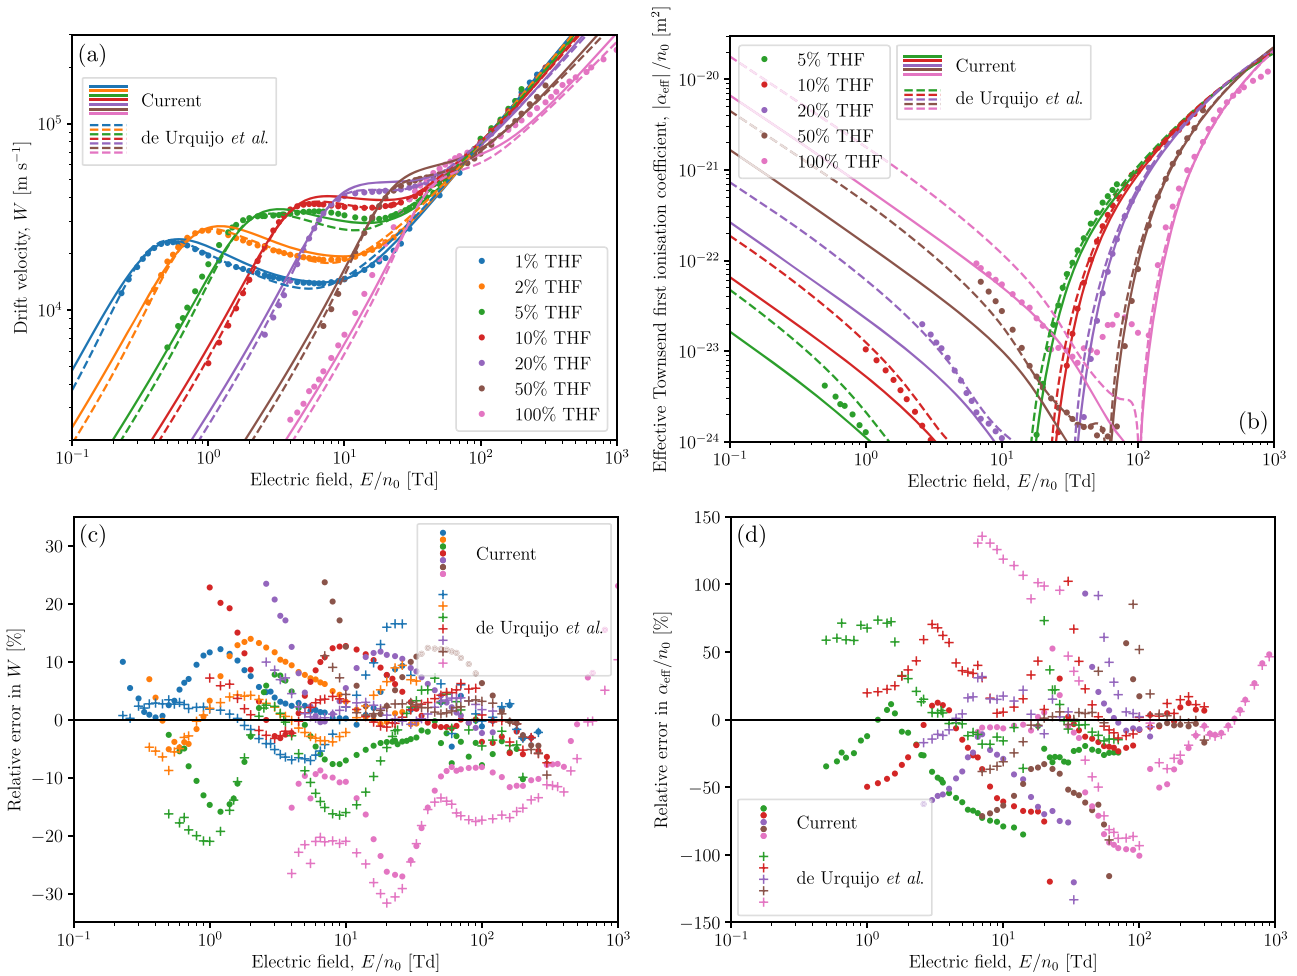 (a)
Current
de Urquijo et al.
1% THF
2% THF
5% THF
10% THF
20% THF
50% THF
100% THF
10⁵
10⁴
Drift velocity, W [m s⁻¹]
10⁻¹ 10⁰ 10¹ 10² 10³
Electric field, E/n₀ [Td]
5% THF
10% THF
20% THF
50% THF
100% THF
Current
de Urquijo et al.
(b)
10⁻²⁰
10⁻²¹
10⁻²²
10⁻²³
10⁻²⁴
Effective Townsend first ionisation coefficient, |α_eff|/n₀ [m²]
10⁻¹ 10⁰ 10¹ 10² 10³
Electric field, E/n₀ [Td]
(c)
Current
de Urquijo et al.
30
20
10
0
−10
−20
−30
Relative error in W [%]
10⁻¹ 10⁰ 10¹ 10² 10³
Electric field, E/n₀ [Td]
(d)
Current
de Urquijo et al.
150
100
50
0
−50
−100
−150
Relative error in α_eff/n₀ [%]
10⁻¹ 10⁰ 10¹ 10² 10³
Electric field, E/n₀ [Td]